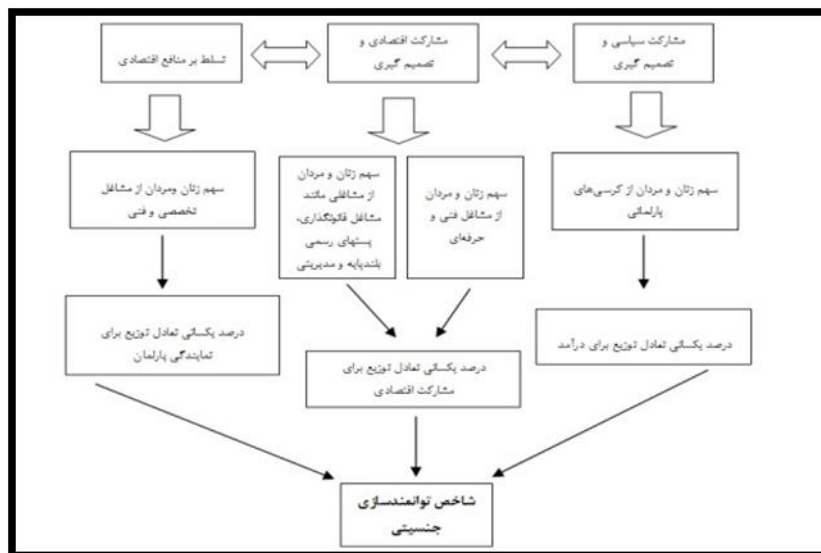 مشارکت سیاسی و
تصمیم گیری
مشارکت اقتصادی و
تصمیم گیری
تسلط بر منافع اقتصادی
سهم زنان و مردان از کرسی‌های
پارلمانی
سهم زنان و مردان
از مشاغل فنی و
حرفه‌ای
سهم زنان و مردان
از مشاغلی مانند
مشاغل قانونگذاری،
پستهای رسمی
بلندپایه و مدیریتی
سهم زنان ومردان از مشاغل
تخصصی و فنی
درصد یکسانی تعادل توزیع برای درآمد
درصد یکسانی تعادل توزیع برای
مشارکت اقتصادی
درصد یکسانی تعادل توزیع برای
نمایندگی پارلمان
شاخص توانمندسازی
جنسیتی